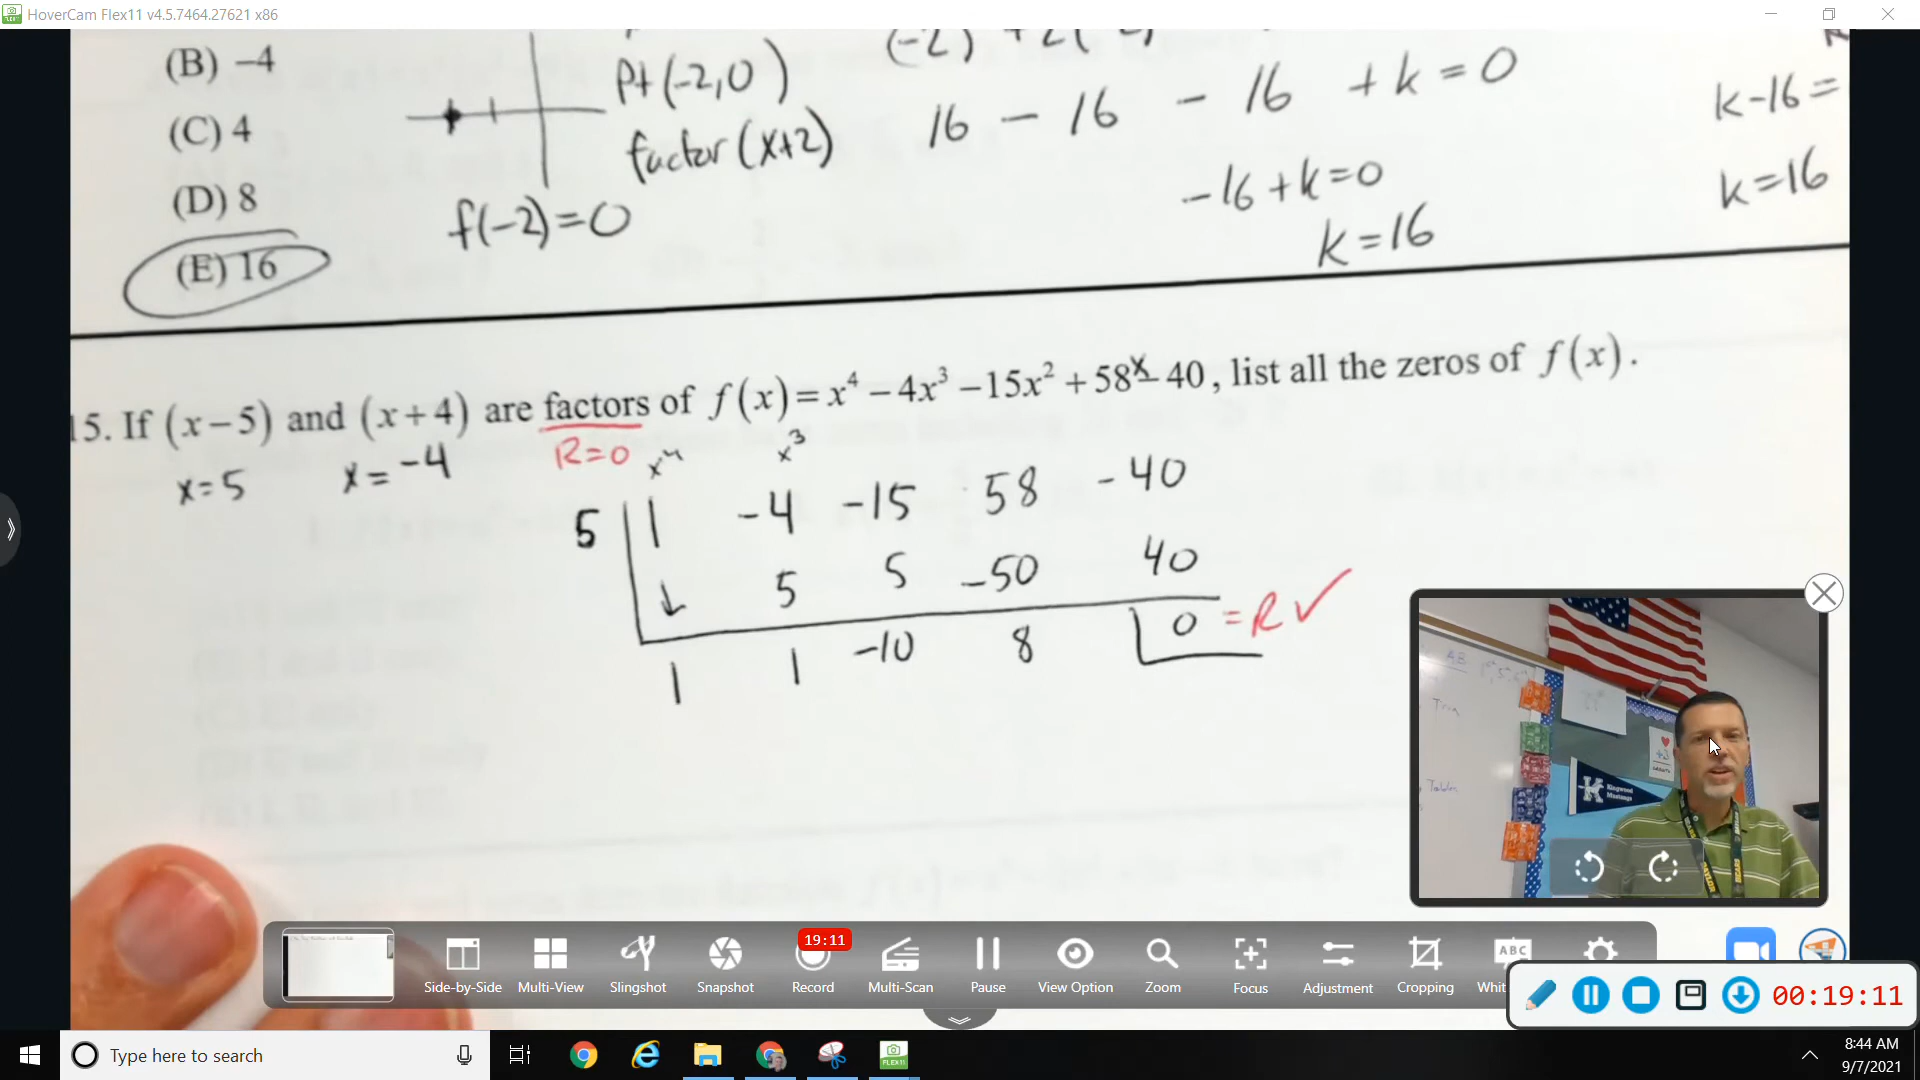 HoverCam Flex11 v4.5.7464.27621 x86
(B) −4
(C) 4
(D) 8
(E) 16
pt (-2,0)
factor (x+2)
f(-2)=0
16 - 16 - 16 + k = 0
-16 + k = 0
k = 16
k-16 =
k=16
15. If (x−5) and (x+4) are factors of f(x) = x⁴ − 4x³ − 15x² + 58x − 40, list all the zeros of f(x).
x=5 x=-4 R=0 x⁴ x³
5 1 -4 -15 58 -40
↓ 5 5 -50 40
1 1 -10 8 0 = R ✓
Kingwood
Mustangs
19:11
Side-by-Side Multi-View Slingshot Snapshot Record Multi-Scan Pause View Option Zoom Focus Adjustment Cropping Whit
ABC
00:19:11
Type here to search
FLEX11
8:44 AM
9/7/2021